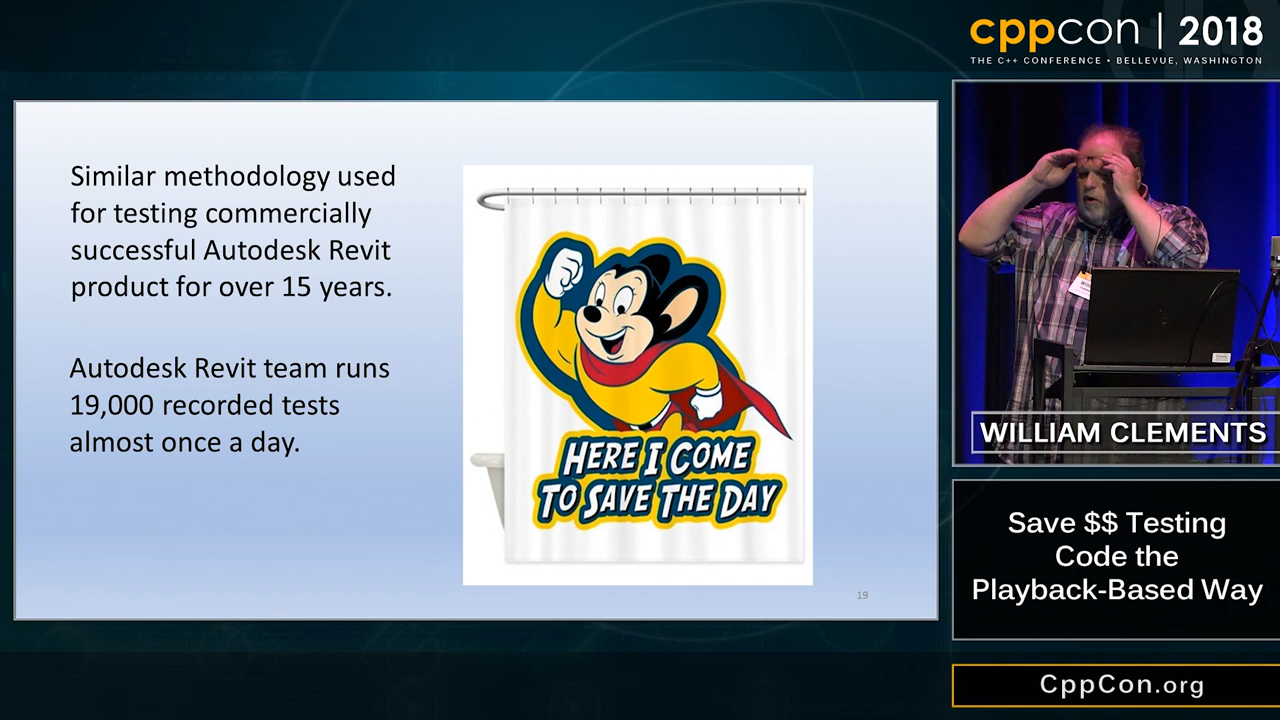 cppcon | 2018
THE C++ CONFERENCE • BELLEVUE, WASHINGTON
Similar methodology used
for testing commercially
successful Autodesk Revit
product for over 15 years.
Autodesk Revit team runs
19,000 recorded tests
almost once a day.
HERE I COME
TO SAVE THE DAY
19
WILLIAM CLEMENTS
Save $$ Testing
Code the
Playback-Based Way
CppCon.org